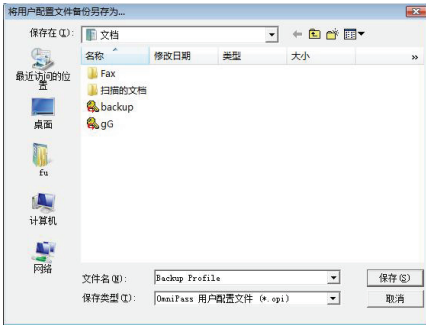 将用户配置文件备份另存为...
保存在(I):
文档
名称 修改日期 类型 大小 »
Fax
扫描的文档
backup
gG
最近访问的位置
桌面
fu
计算机
网络
文件名(N): Backup Profile 保存(S)
保存类型(T): OmniPass 用户配置文件 (*.opi) 取消